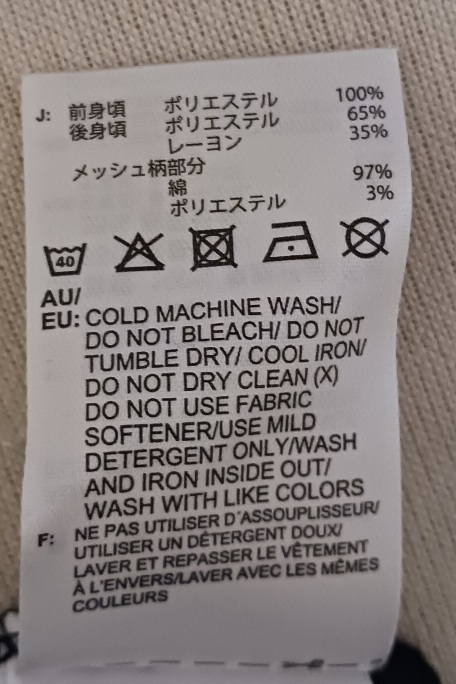 J: 前身頃 ポリエステル 100%
後身頃 ポリエステル 65%
レーヨン 35%
メッシュ柄部分
綿 97%
ポリエステル 3%
40
AU/
EU: COLD MACHINE WASH/
DO NOT BLEACH/ DO NOT
TUMBLE DRY/ COOL IRON/
DO NOT DRY CLEAN (X)
DO NOT USE FABRIC
SOFTENER/USE MILD
DETERGENT ONLY/WASH
AND IRON INSIDE OUT/
WASH WITH LIKE COLORS
F: NE PAS UTILISER D'ASSOUPLISSEUR/
UTILISER UN DÉTERGENT DOUX/
LAVER ET REPASSER LE VÊTEMENT
À L'ENVERS/LAVER AVEC LES MÊMES
COULEURS